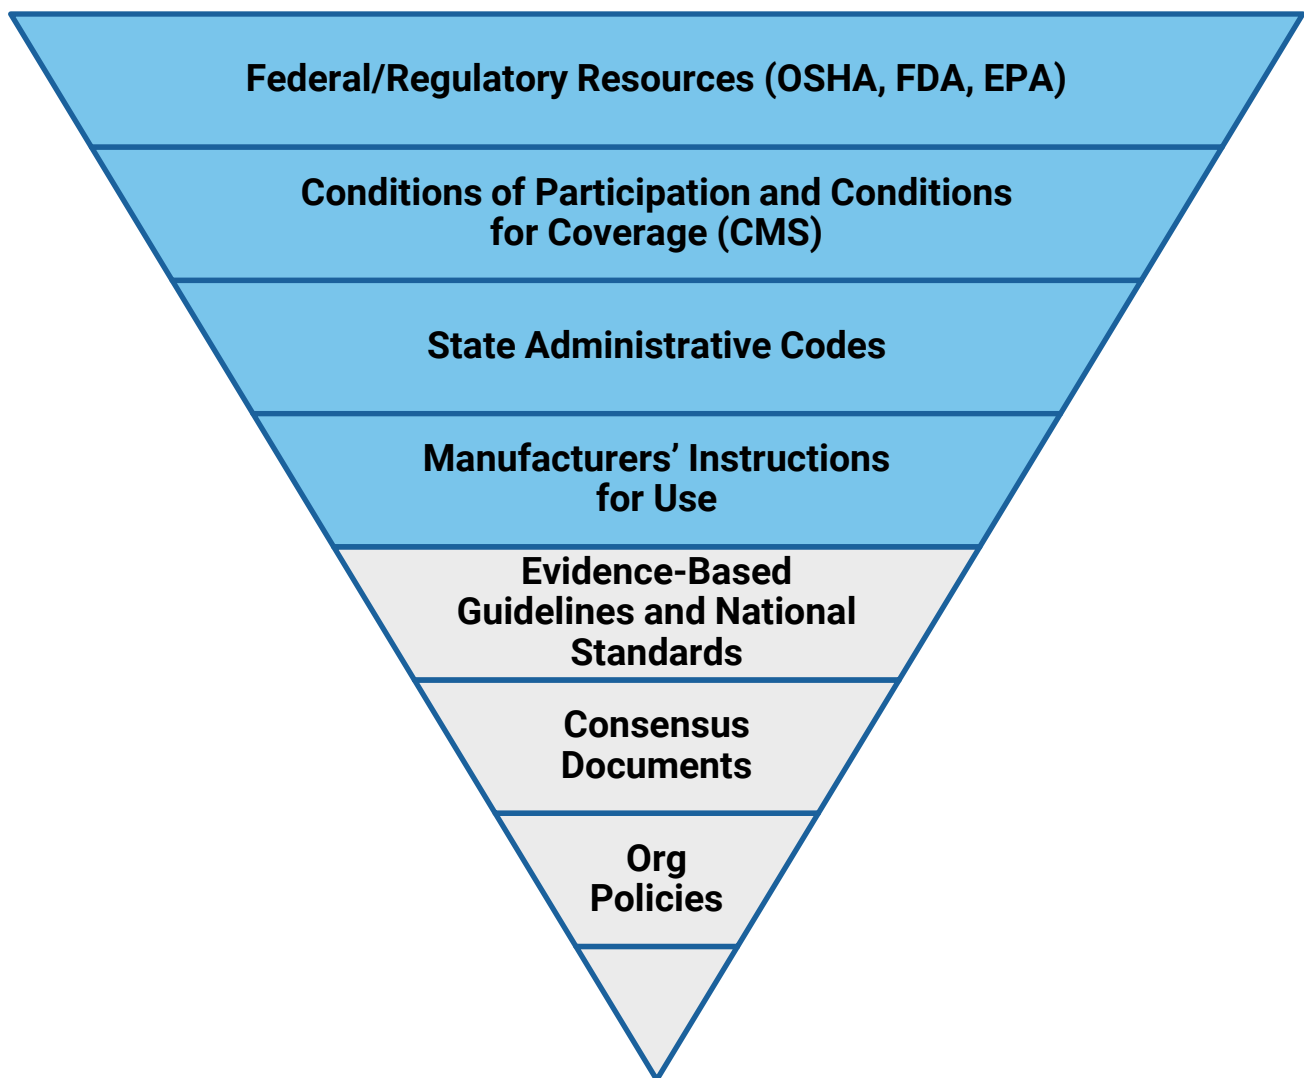 Federal/Regulatory Resources (OSHA, FDA, EPA)
Conditions of Participation and Conditions
for Coverage (CMS)
State Administrative Codes
Manufacturers’ Instructions
for Use
Evidence-Based
Guidelines and National
Standards
Consensus
Documents
Org
Policies